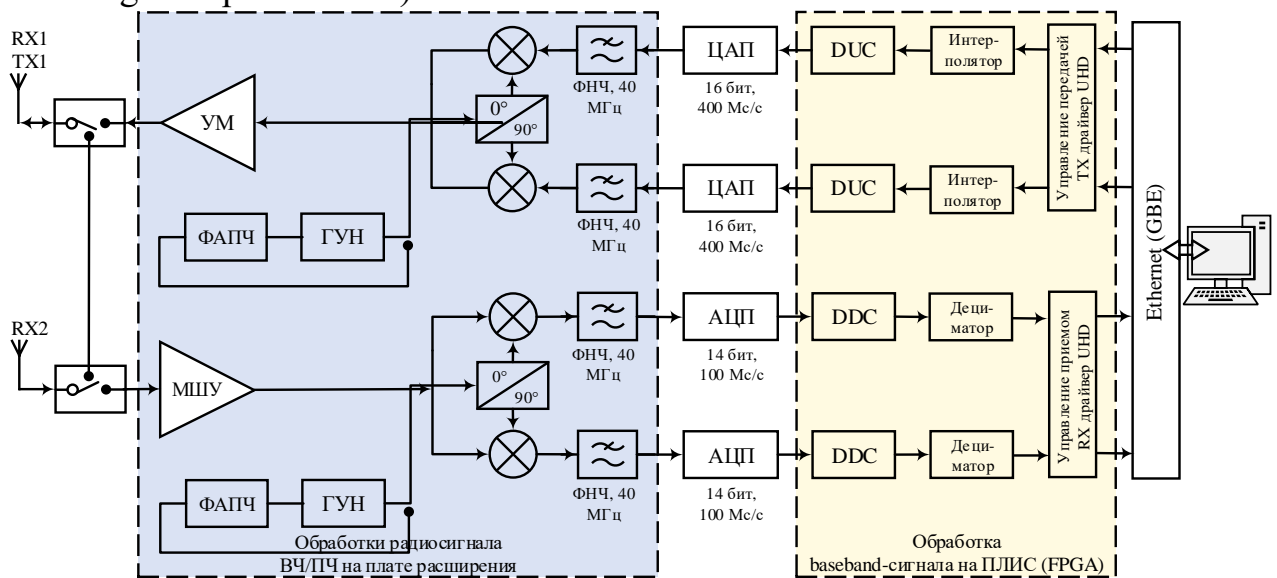 RX1
TX1
УМ
0°
90°
ФНЧ, 40
МГц
ЦАП
16 бит,
400 Мс/с
DUC
Интер-
полятор
Управление передачей
TX драйвер UHD
ФНЧ, 40
МГц
ЦАП
16 бит,
400 Мс/с
DUC
Интер-
полятор
ФАПЧ
ГУН
Ethernet (GBE)
RX2
МШУ
0°
90°
ФНЧ, 40
МГц
АЦП
14 бит,
100 Мс/с
DDC
Деци-
матор
Управление приемом
RX драйвер UHD
ФНЧ, 40
МГц
АЦП
14 бит,
100 Мс/с
DDC
Деци-
матор
ФАПЧ
ГУН
Обработки радиосигнала
ВЧ/ПЧ на плате расширения
Обработка
baseband-сигнала на ПЛИС (FPGA)